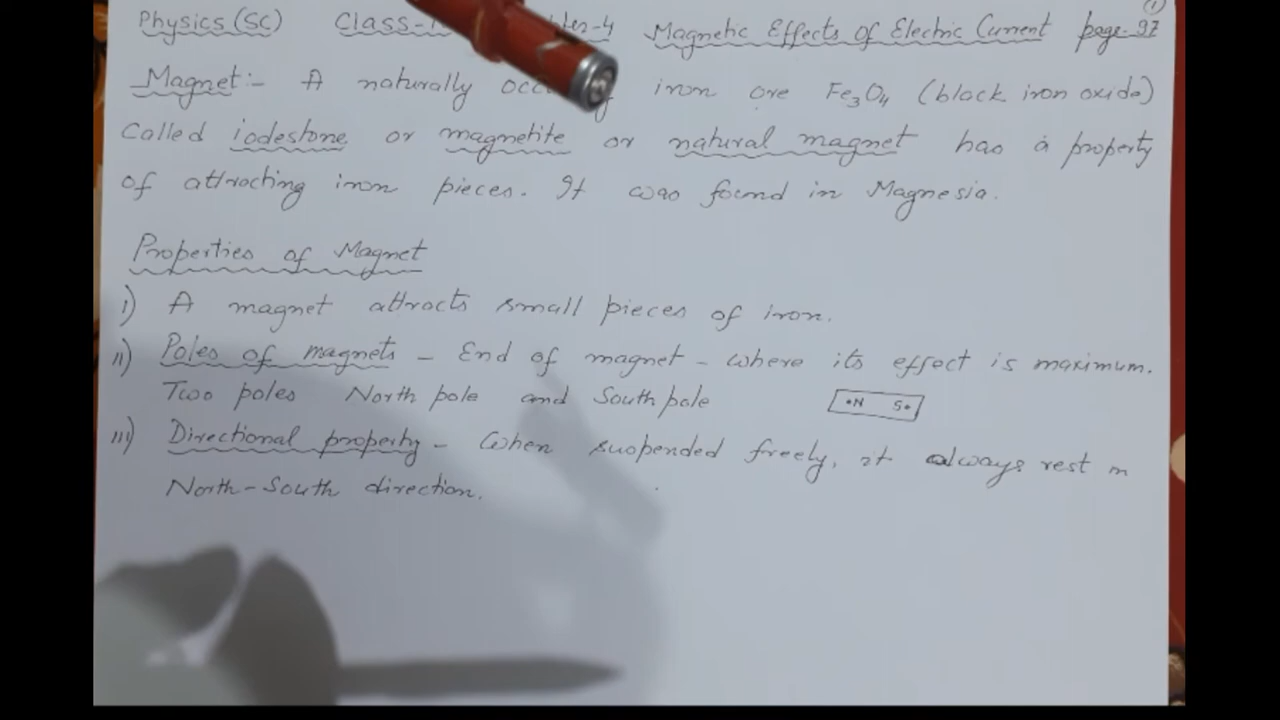 (1)
Physics (SC) Class- -4 Magnetic Effects of Electric Current page-97
Magnet:- A naturally iron ore Fe3O4 (black iron oxide)
Called iodestone or magnetite or natural magnet has a property
of attracting iron pieces. It was found in Magnesia.
Properties of Magnet
i) A magnet attracts small pieces of iron.
ii) Poles of magnets - End of magnet - where its effect is maximum.
Two poles North pole and South pole •N S•
iii) Directional property - When suspended freely, it always rest in
North-South direction.